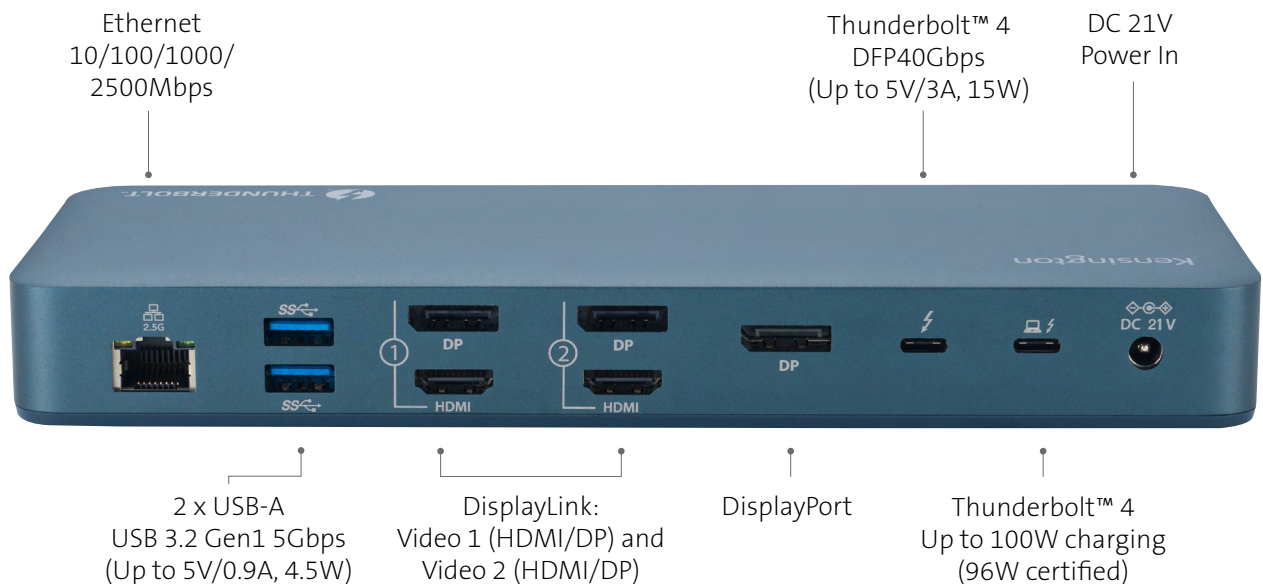 Ethernet
10/100/1000/
2500Mbps
Thunderbolt™ 4
DFP40Gbps
(Up to 5V/3A, 15W)
DC 21V
Power In
THUNDERBOLT™
Kensington
2.5G
SS
SS
1
DP
HDMI
2
DP
HDMI
DP
DC 21V
2 x USB-A
USB 3.2 Gen1 5Gbps
(Up to 5V/0.9A, 4.5W)
DisplayLink:
Video 1 (HDMI/DP) and
Video 2 (HDMI/DP)
DisplayPort
Thunderbolt™ 4
Up to 100W charging
(96W certified)